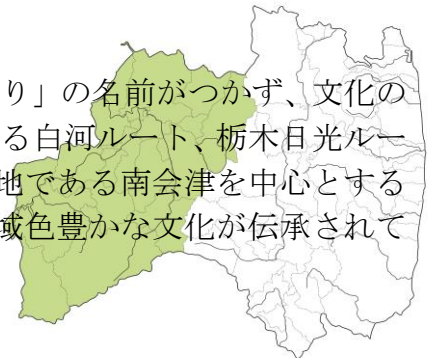 り」の名前がつかず、文化の
る白河ルート、栃木日光ルー
地である南会津を中心とする
域色豊かな文化が伝承されて